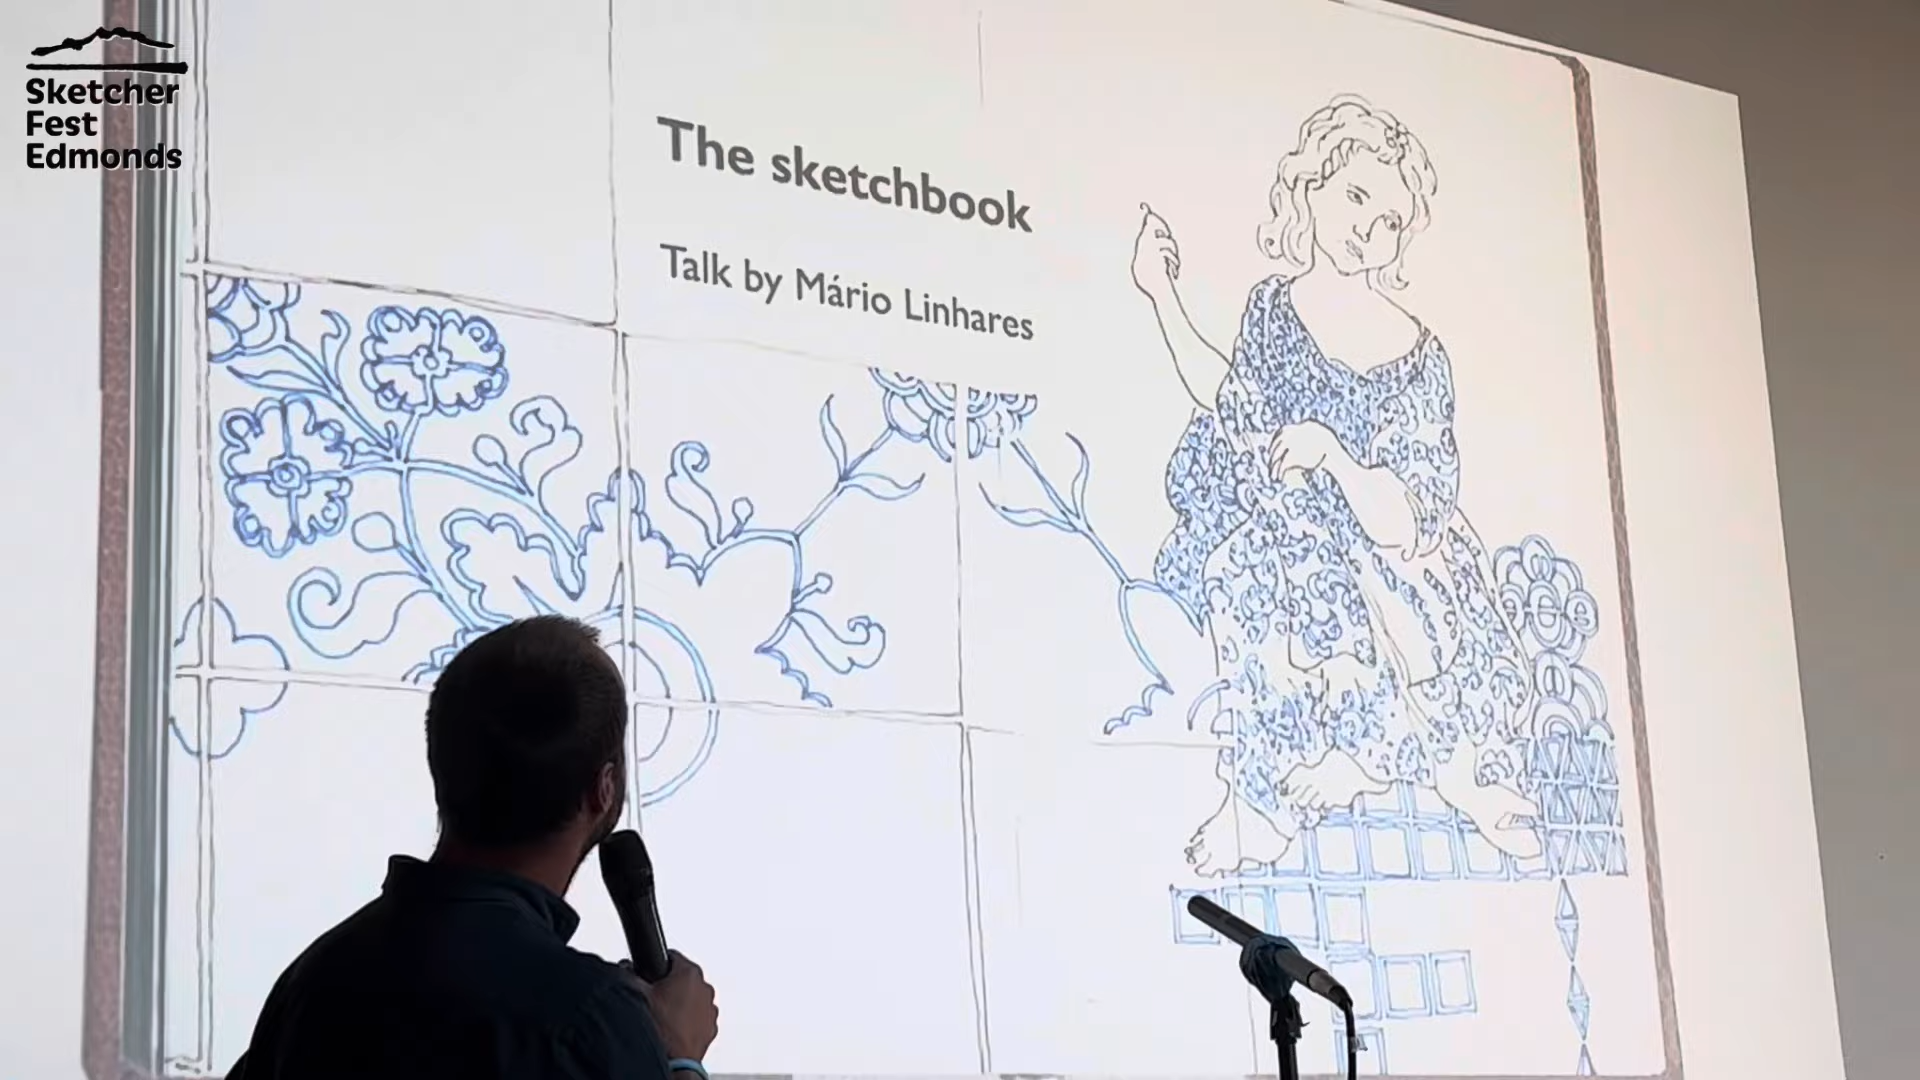 Sketcher
Fest
Edmonds
The sketchbook
Talk by Mário Linhares